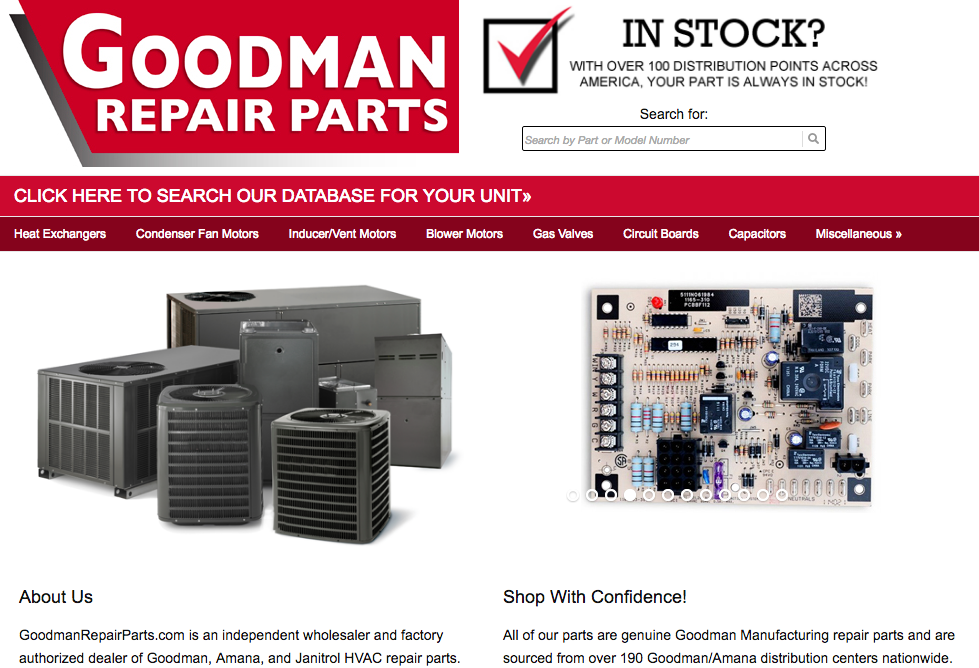 GOODMAN
REPAIR PARTS
IN STOCK?
WITH OVER 100 DISTRIBUTION POINTS ACROSS
AMERICA, YOUR PART IS ALWAYS IN STOCK!
Search for:
Search by Part or Model Number
CLICK HERE TO SEARCH OUR DATABASE FOR YOUR UNIT»
Heat Exchangers Condenser Fan Motors Inducer/Vent Motors Blower Motors Gas Valves Circuit Boards Capacitors Miscellaneous »
1165-310
NEUTRALS
About Us
GoodmanRepairParts.com is an independent wholesaler and factory
authorized dealer of Goodman, Amana, and Janitrol HVAC repair parts.
Shop With Confidence!
All of our parts are genuine Goodman Manufacturing repair parts and are
sourced from over 190 Goodman/Amana distribution centers nationwide.